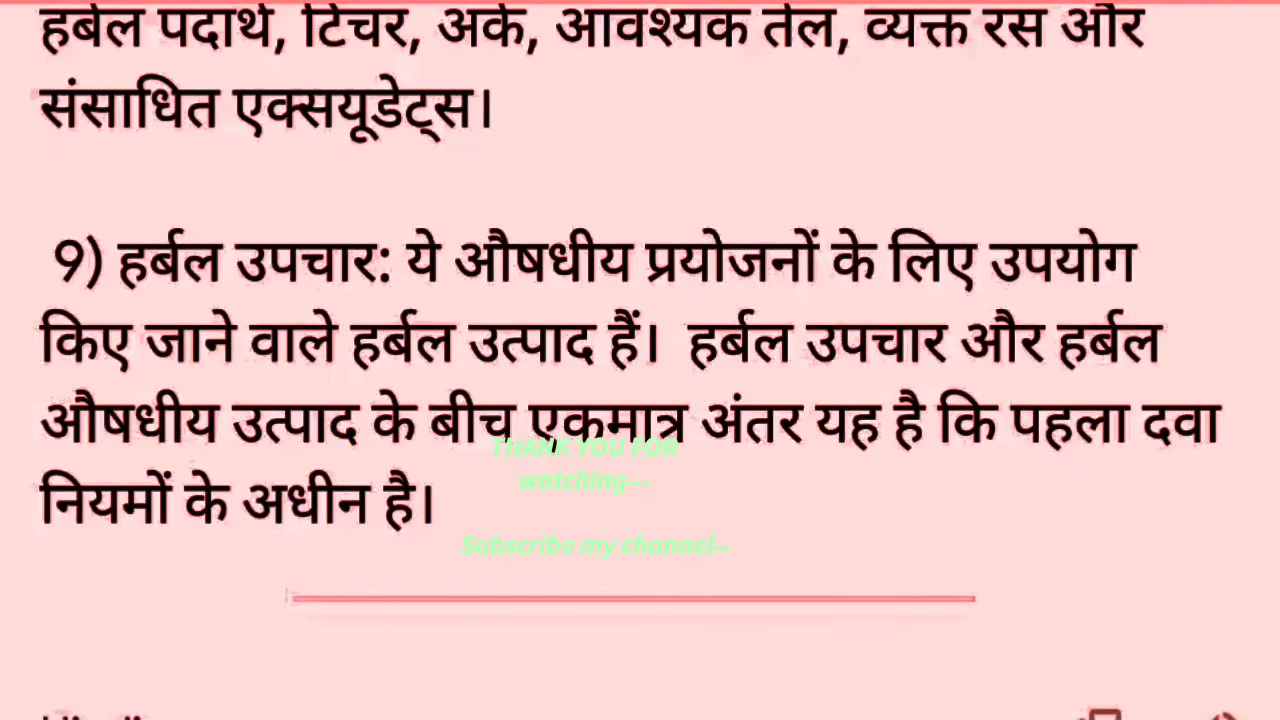 हर्बल पदार्थ, टिंचर, अर्क, आवश्यक तेल, व्यक्त रस और
संसाधित एक्सयूडेट्स।
9) हर्बल उपचार: ये औषधीय प्रयोजनों के लिए उपयोग
किए जाने वाले हर्बल उत्पाद हैं। हर्बल उपचार और हर्बल
औषधीय उत्पाद के बीच एकमात्र अंतर यह है कि पहला दवा
नियमों के अधीन है।
THANK YOU FOR
watching---
Subscribe my channel--